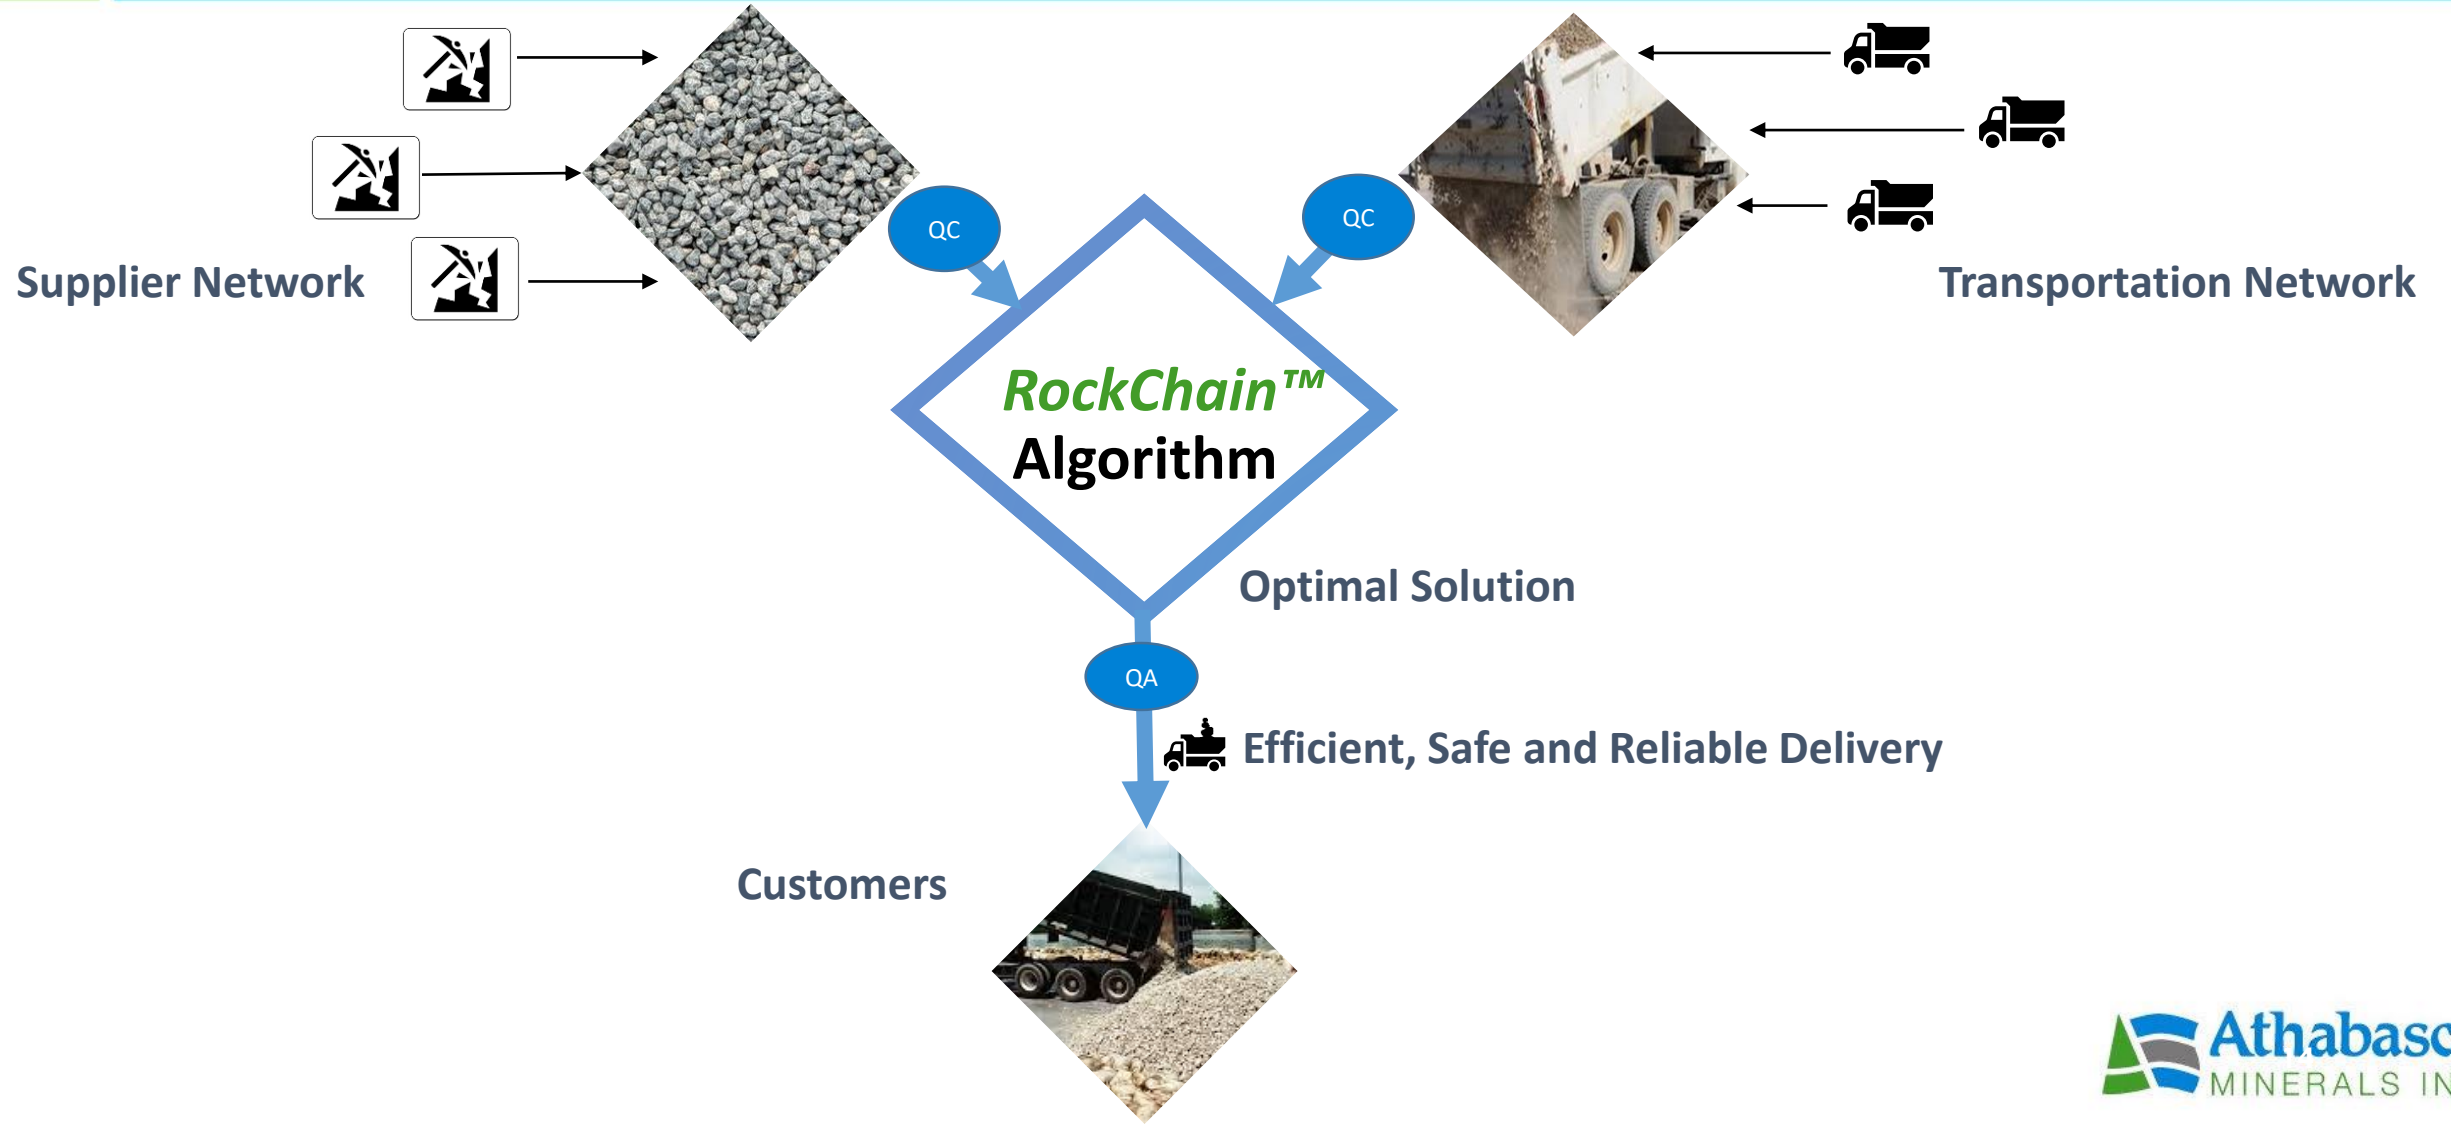 QC
QC
Supplier Network
Transportation Network
RockChain™
Algorithm
Optimal Solution
QA
Efficient, Safe and Reliable Delivery
Customers
Athabasc
MINERALS IN